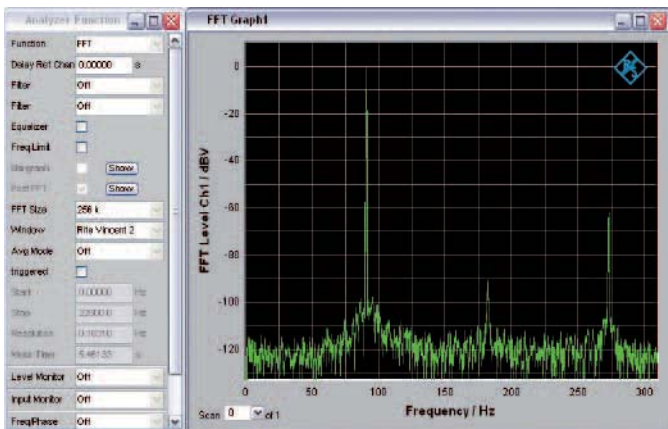 Analyzer Function
Function FFT
Delay Ref Chan 0.00000 s
Filter Off
Filter Off
Equalizer
Freq Limit
Show
Show
FFT Size 256 k
Window Rife Vincent 2
Avg Mode Off
triggered
Start 0.00000 Hz
Stop Hz
Resolution Hz
Meas Time s
Level Monitor Off
Input Monitor Off
Freq/Phase Off
FFT Graph1
FFT Level Ch1 / dBV
0
-20
-40
-60
-80
-100
-120
0 50 100 150 200 250 300
Frequency / Hz
Scan 0 of 1